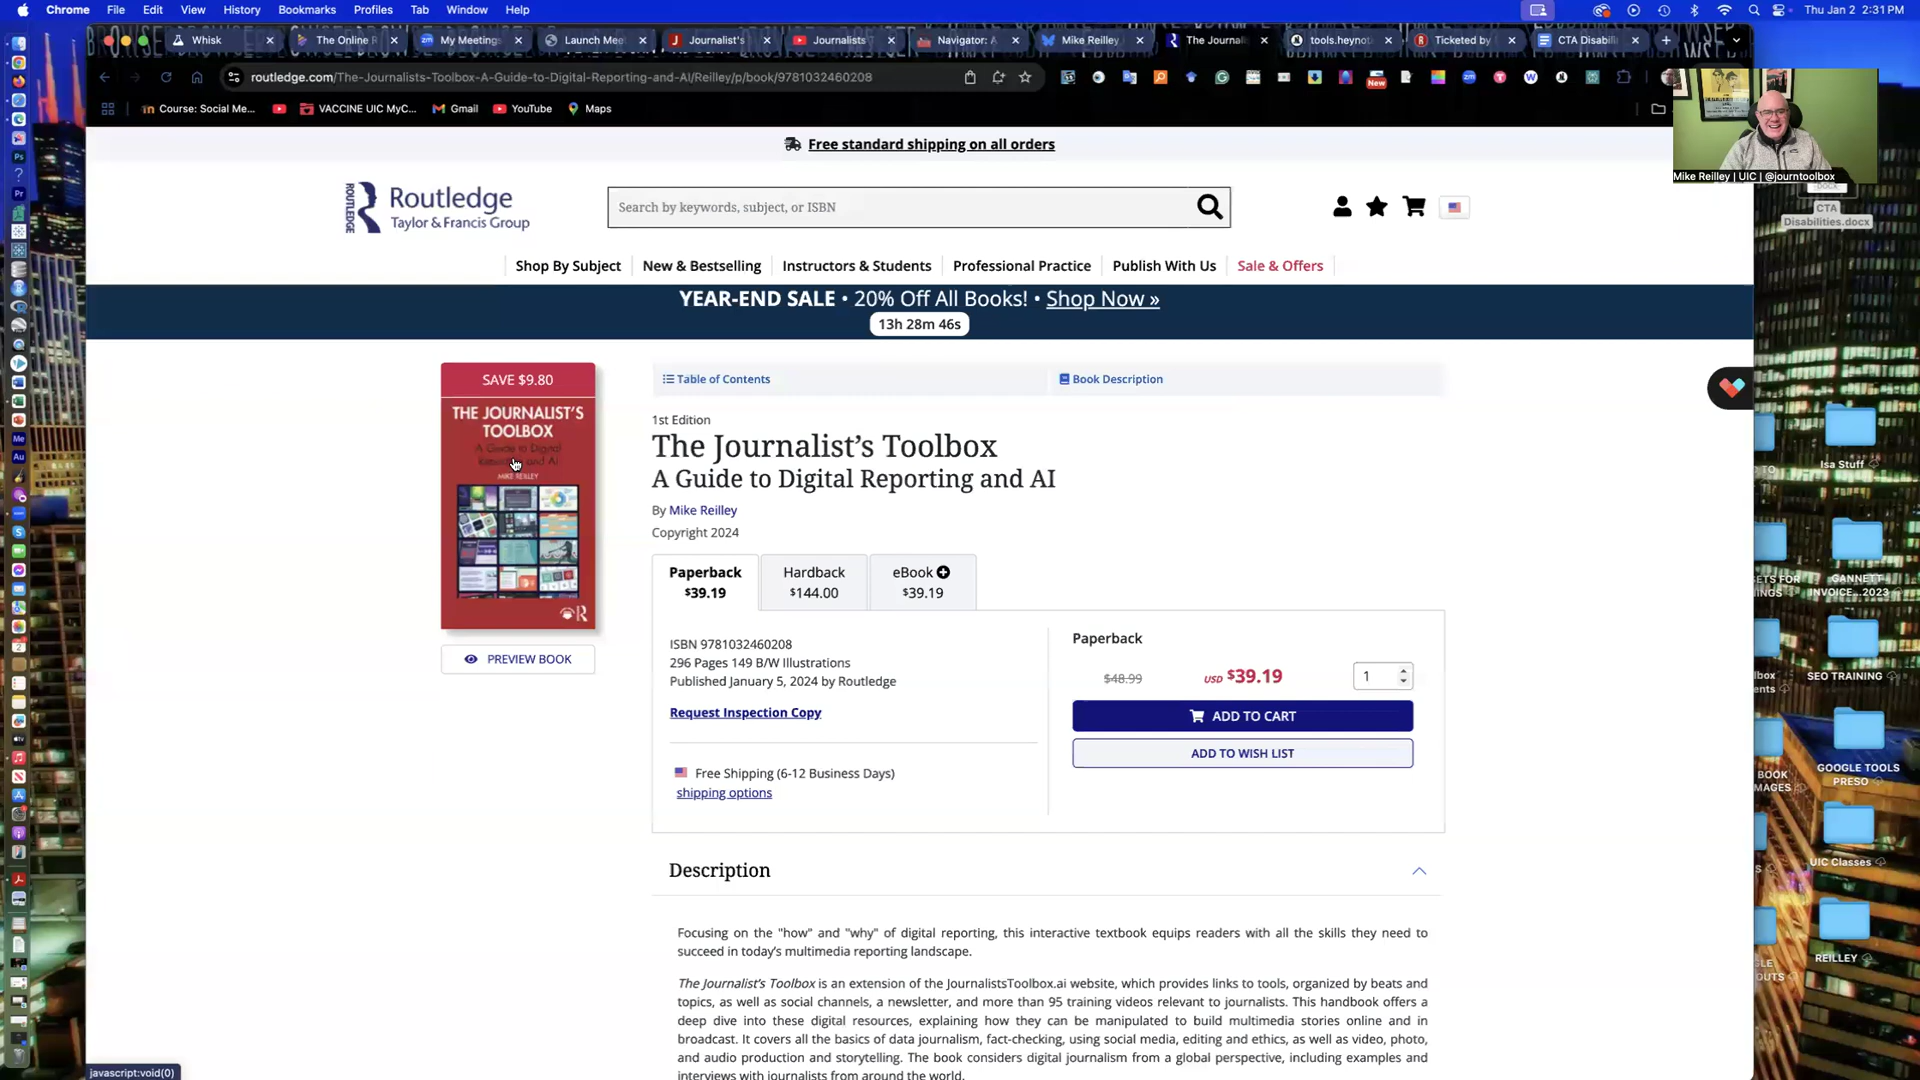 Chrome File Edit View History Bookmarks Profiles Tab Window Help
Thu Jan 2 2:31 PM
Whisk
The Online R
My Meeting
Launch Mee
Journalist's
Journalists
Navigator: A
Mike Reilley
The Journal
tools.heynot
Ticketed by
CTA Disabili
routledge.com/The-Journalists-Toolbox-A-Guide-to-Digital-Reporting-and-AI/Reilley/p/book/9781032460208
New
Course: Social Me...
VACCINE UIC MyC...
Gmail
YouTube
Maps
Mike Reilley | UIC | @journtoolbox
Free standard shipping on all orders
ROUTLEDGE
Routledge
Taylor & Francis Group
Search by keywords, subject, or ISBN
CTA
Disabilities.docx
Shop By Subject
New & Bestselling
Instructors & Students
Professional Practice
Publish With Us
Sale & Offers
YEAR-END SALE • 20% Off All Books! • Shop Now »
13h 28m 46s
SAVE $9.80
THE JOURNALIST'S
TOOLBOX
A Guide to Digital
and AI
MIKE REILLEY
PREVIEW BOOK
Table of Contents
Book Description
1st Edition
The Journalist's Toolbox
A Guide to Digital Reporting and AI
By Mike Reilley
Copyright 2024
Paperback
$39.19
Hardback
$144.00
eBook
$39.19
ISBN 9781032460208
296 Pages 149 B/W Illustrations
Published January 5, 2024 by Routledge
Request Inspection Copy
Free Shipping (6-12 Business Days)
shipping options
Paperback
$48.99
USD $39.19
1
ADD TO CART
ADD TO WISH LIST
Description
Focusing on the "how" and "why" of digital reporting, this interactive textbook equips readers with all the skills they need to
succeed in today's multimedia reporting landscape.
The Journalist's Toolbox is an extension of the JournalistsToolbox.ai website, which provides links to tools, organized by beats and
topics, as well as social channels, a newsletter, and more than 95 training videos relevant to journalists. This handbook offers a
deep dive into these digital resources, explaining how they can be manipulated to build multimedia stories online and in
broadcast. It covers all the basics of data journalism, fact-checking, using social media, editing and ethics, as well as video, photo,
and audio production and storytelling. The book considers digital journalism from a global perspective, including examples and
interviews with journalists from around the world.
Isa Stuff
GANNETT
INVOICE...2023
SEO TRAINING
GOOGLE TOOLS
PRESO
BOOK
UIC Classes
REILLEY
javascript:void(0)